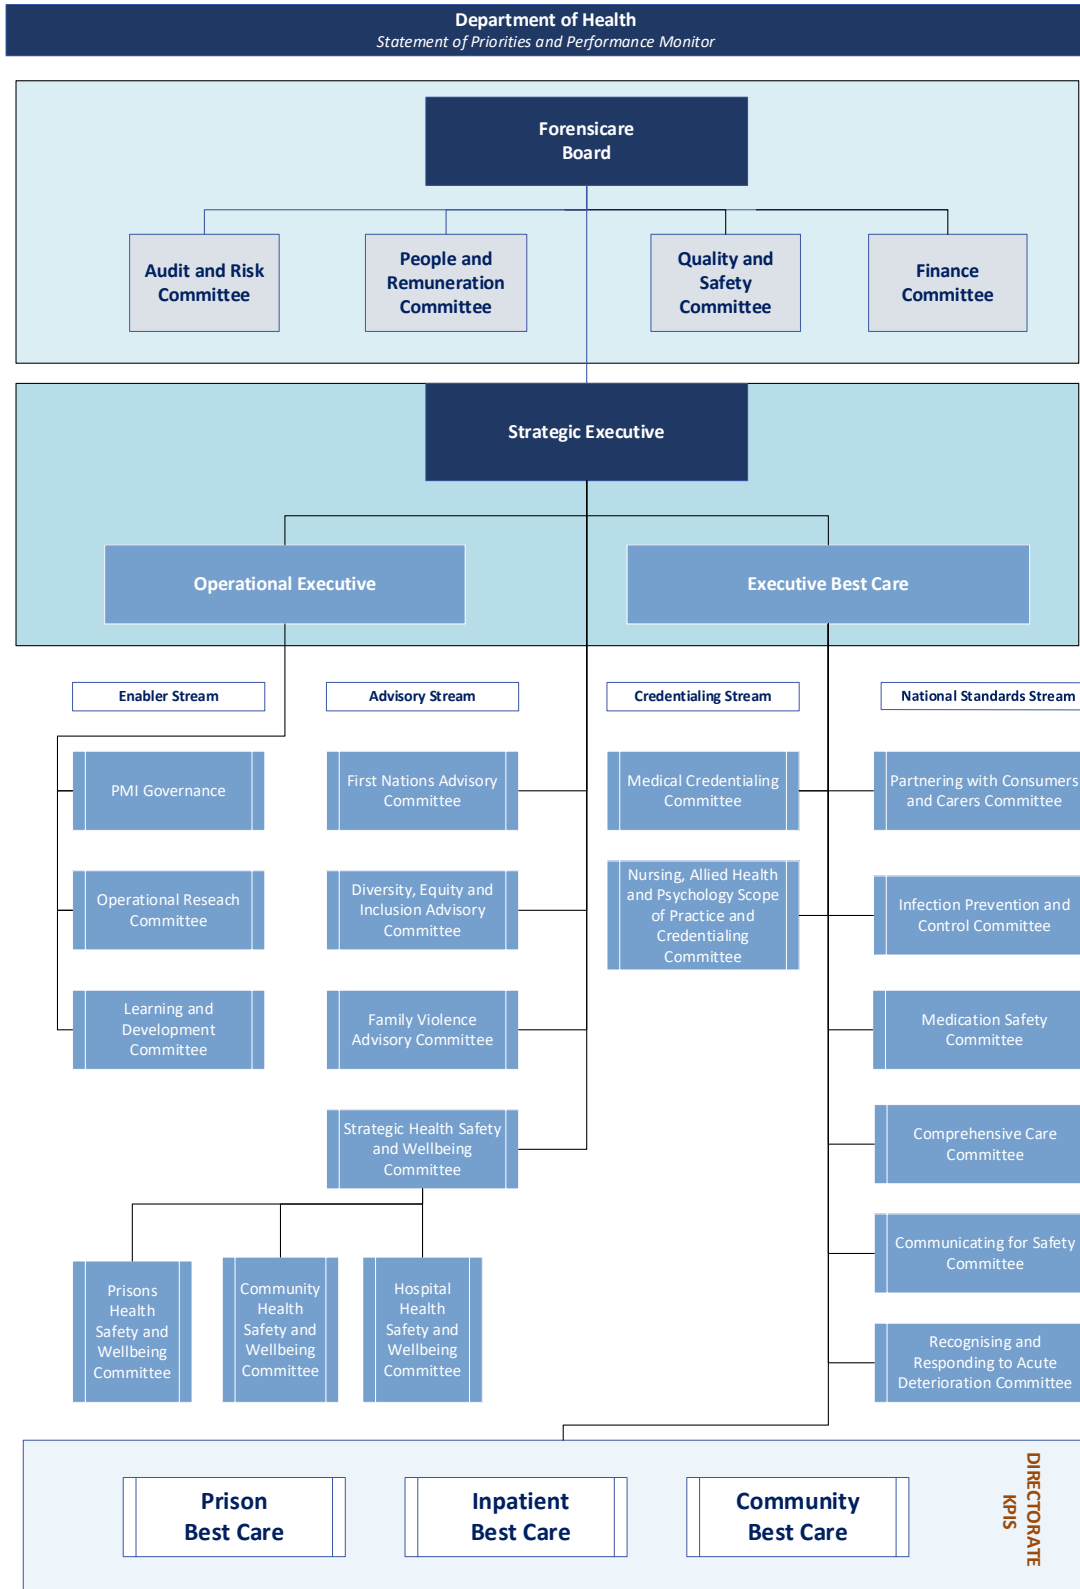 Department of Health
Statement of Priorities and Performance Monitor
Forensicare
Board
Audit and Risk
Committee
People and
Remuneration
Committee
Quality and
Safety
Committee
Finance
Committee
Strategic Executive
Operational Executive
Executive Best Care
Enabler Stream
Advisory Stream
Credentialing Stream
National Standards Stream
PMI Governance
First Nations Advisory
Committee
Medical Credentialing
Committee
Partnering with Consumers
and Carers Committee
Operational Reseach
Committee
Diversity, Equity and
Inclusion Advisory
Committee
Nursing, Allied Health
and Psychology Scope
of Practice and
Credentialing
Committee
Infection Prevention and
Control Committee
Learning and
Development
Committee
Family Violence
Advisory Committee
Medication Safety
Committee
Strategic Health Safety
and Wellbeing
Committee
Comprehensive Care
Committee
Communicating for Safety
Committee
Prisons
Health
Safety and
Wellbeing
Committee
Community
Health
Safety and
Wellbeing
Committee
Hospital
Health
Safety and
Wellbeing
Committee
Recognising and
Responding to Acute
Deterioration Committee
Prison
Best Care
Inpatient
Best Care
Community
Best Care
DIRECTORATE
KPIS